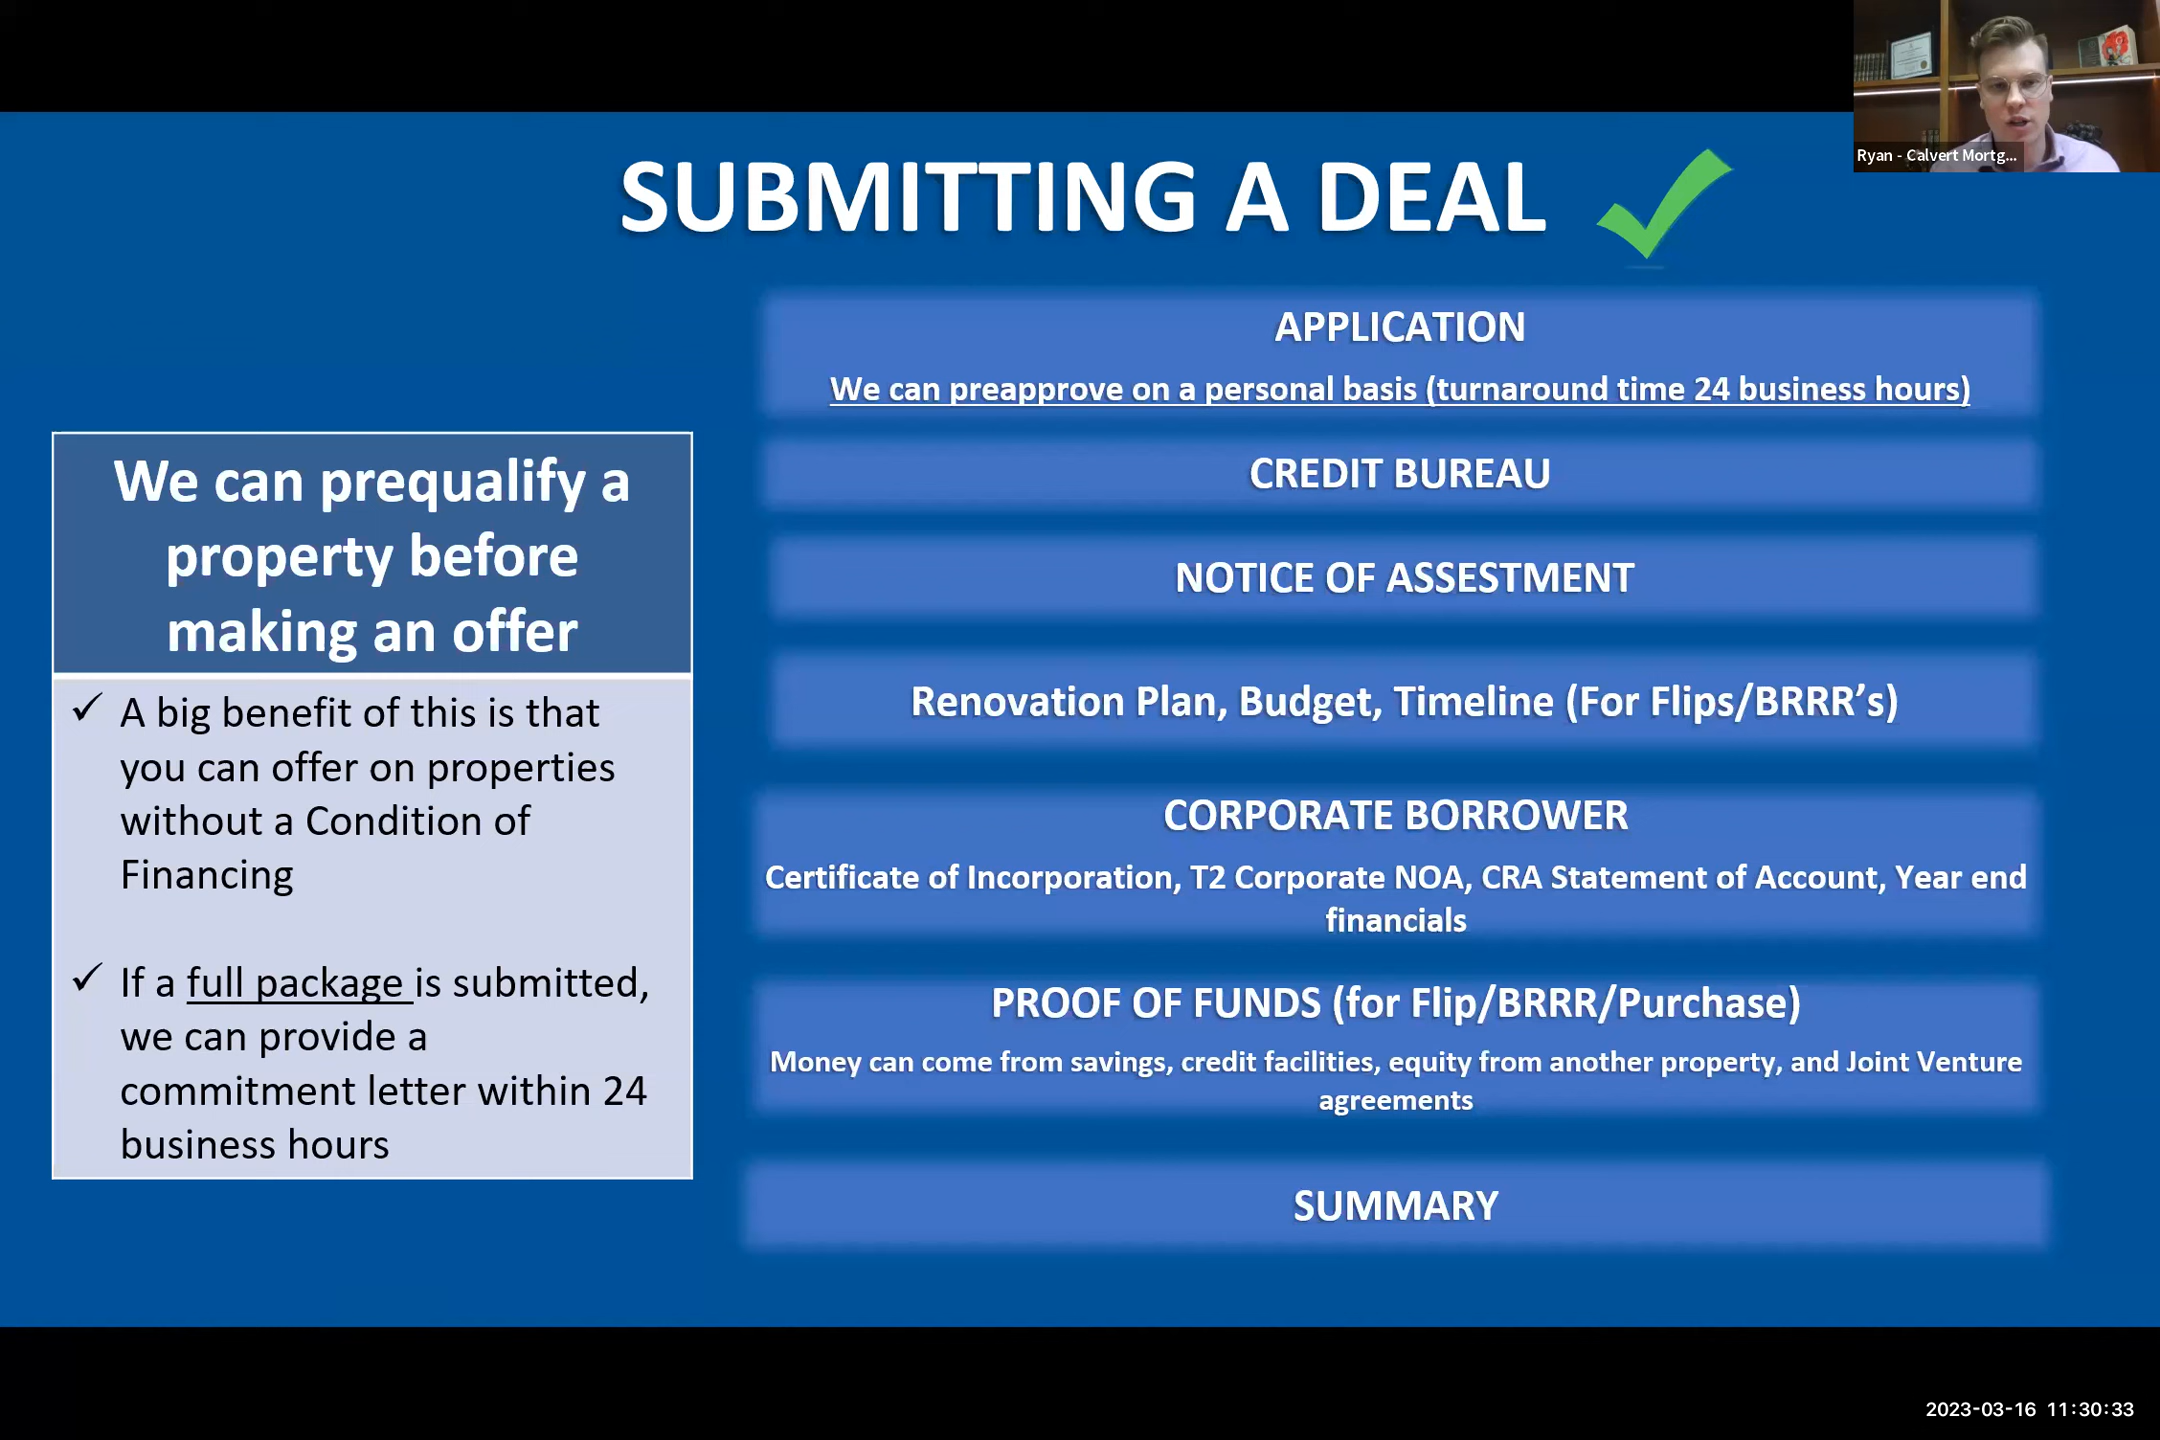 Ryan - Calvert Mortg...
SUBMITTING A DEAL
We can prequalify a
property before
making an offer
✓ A big benefit of this is that
you can offer on properties
without a Condition of
Financing
✓ If a full package is submitted,
we can provide a
commitment letter within 24
business hours
APPLICATION
We can preapprove on a personal basis (turnaround time 24 business hours)
CREDIT BUREAU
NOTICE OF ASSESTMENT
Renovation Plan, Budget, Timeline (For Flips/BRRR’s)
CORPORATE BORROWER
Certificate of Incorporation, T2 Corporate NOA, CRA Statement of Account, Year end
financials
PROOF OF FUNDS (for Flip/BRRR/Purchase)
Money can come from savings, credit facilities, equity from another property, and Joint Venture
agreements
SUMMARY
2023-03-16 11:30:33